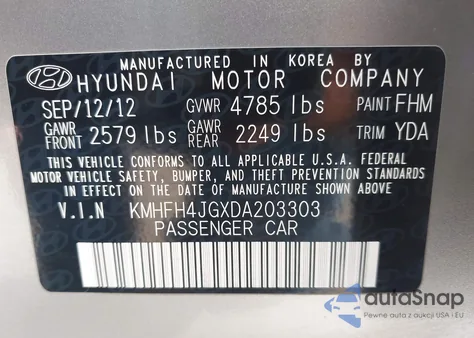 MANUFACTURED IN KOREA BY
HYUNDAI MOTOR COMPANY
SEP/12/12 GVWR 4785 lbs PAINT FHM
GAWR FRONT 2579 lbs GAWR REAR 2249 lbs TRIM YDA
THIS VEHICLE CONFORMS TO ALL APPLICABLE U.S.A. FEDERAL
MOTOR VEHICLE SAFETY, BUMPER, AND THEFT PREVENTION
STANDARDS IN EFFECT ON THE DATE OF MANUFACTURE SHOWN ABOVE.
V.I.N KMHFH4JGXDA203303
PASSENGER CAR
autaSnap
Pewne auta z aukcji USA i EU